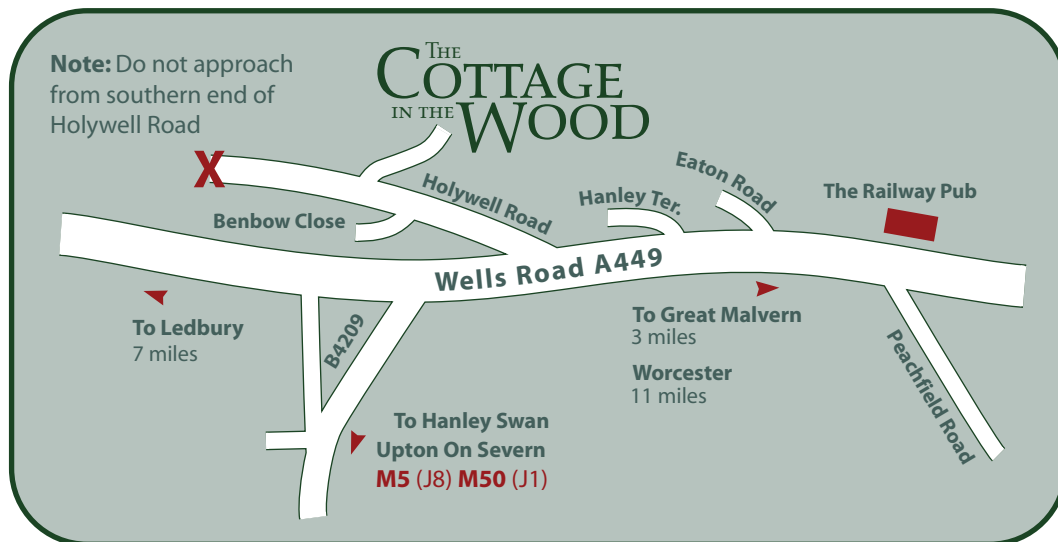 Note: Do not approach
from southern end of
Holywell Road
THE
COTTAGE
IN THE WOOD
X
Benbow Close
Holywell Road
Hanley Ter.
Eaton Road
The Railway Pub
Wells Road A449
To Ledbury
7 miles
B4209
To Great Malvern
3 miles
Worcester
11 miles
Peachfield Road
To Hanley Swan
Upton On Severn
M5 (J8) M50 (J1)